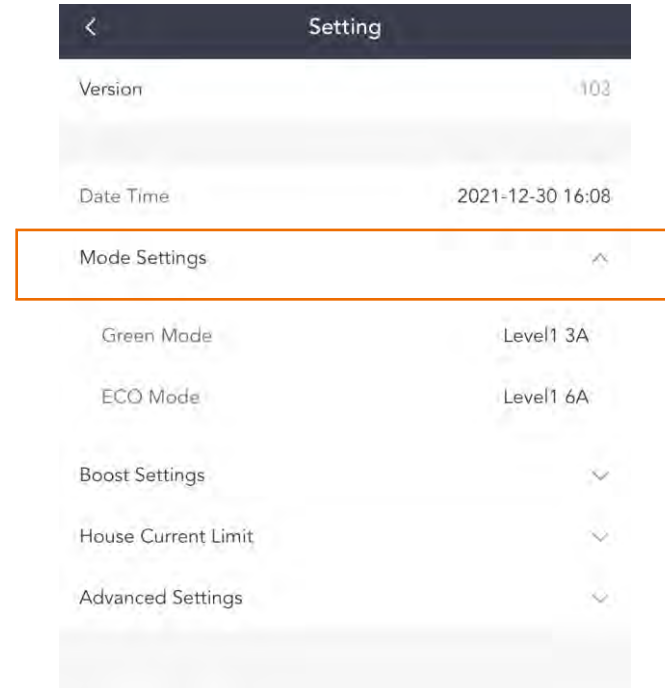 Setting
Version 103
Date Time 2021-12-30 16:08
Mode Settings
Green Mode Level1 3A
ECO Mode Level1 6A
Boost Settings
House Current Limit
Advanced Settings